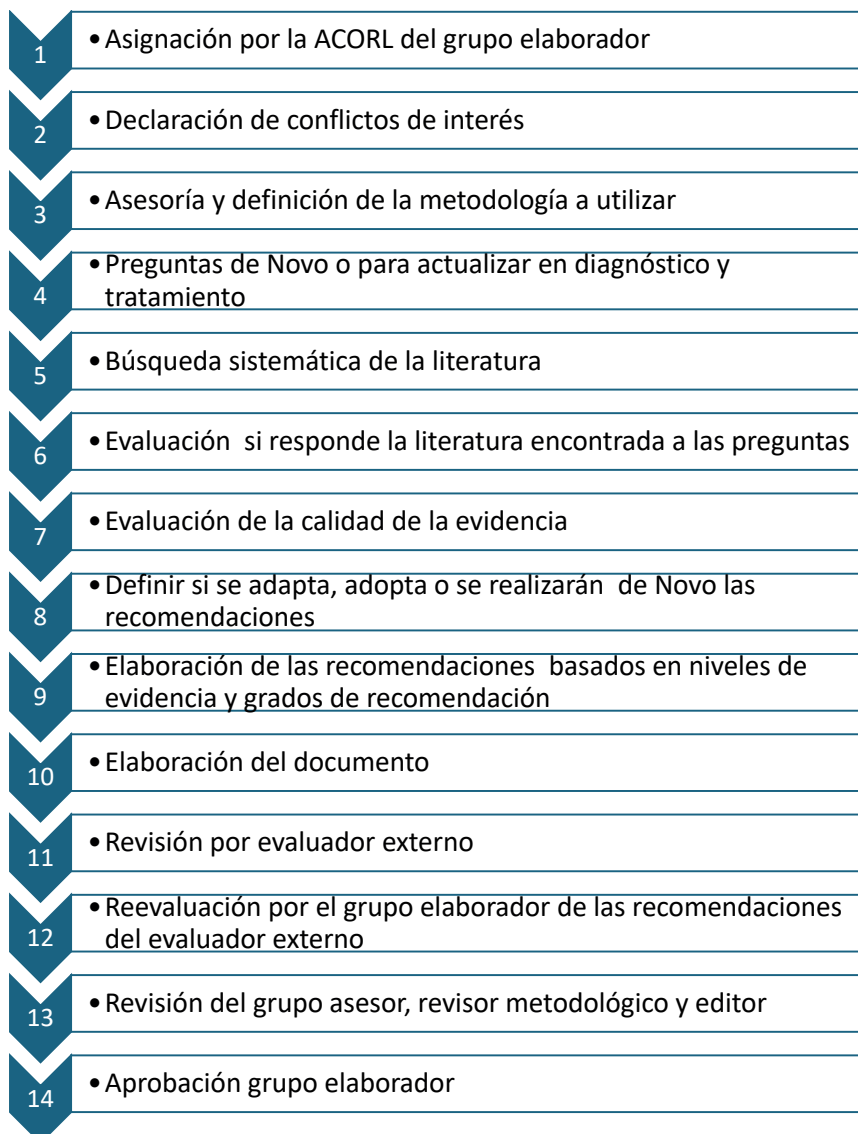 1
•Asignación por la ACORL del grupo elaborador
2
•Declaración de conflictos de interés
3
•Asesoría y definición de la metodología a utilizar
4
•Preguntas de Novo o para actualizar en diagnóstico y
tratamiento
5
•Búsqueda sistemática de la literatura
6
•Evaluación  si responde la literatura encontrada a las preguntas
7
•Evaluación de la calidad de la evidencia
8
•Definir si se adapta, adopta o se realizarán  de Novo las
recomendaciones
9
•Elaboración de las recomendaciones  basados en niveles de
evidencia y grados de recomendación
10
•Elaboración del documento
11
•Revisión por evaluador externo
12
•Reevaluación por el grupo elaborador de las recomendaciones
del evaluador externo
13
•Revisión del grupo asesor, revisor metodológico y editor
14
•Aprobación grupo elaborador